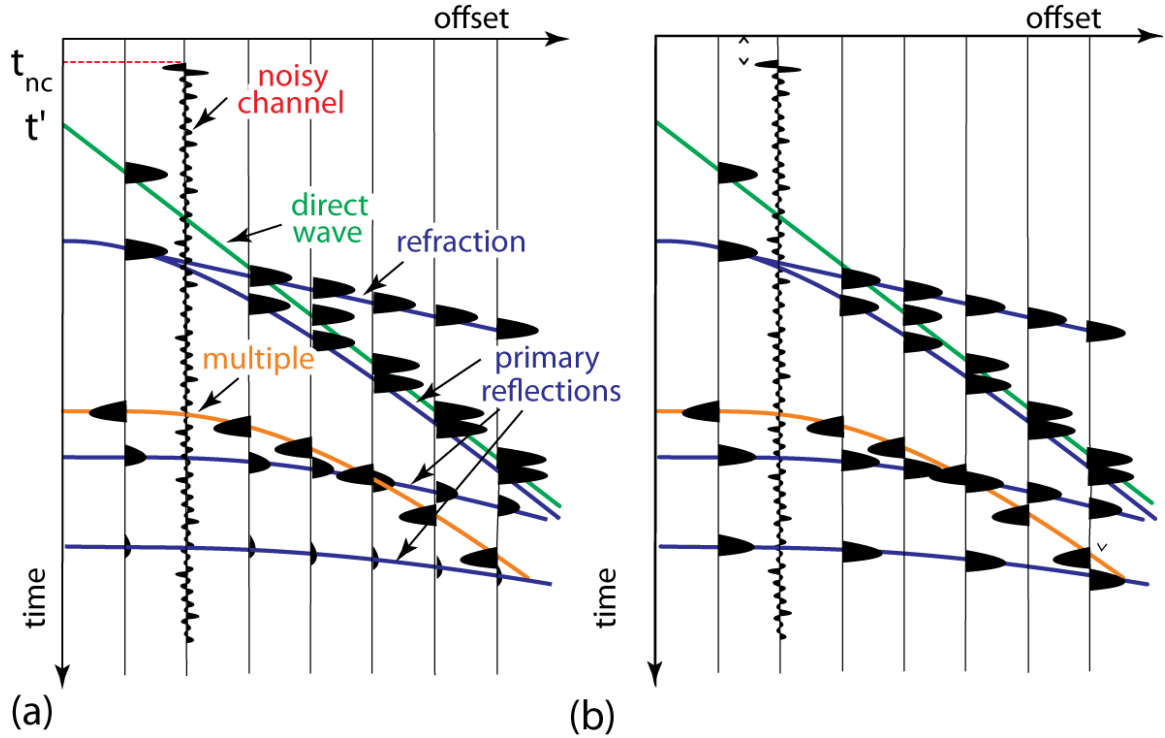 offset
offset
t_nc
noisy
channel
t'
direct
wave
refraction
multiple
primary
reflections
time
time
(a)
(b)